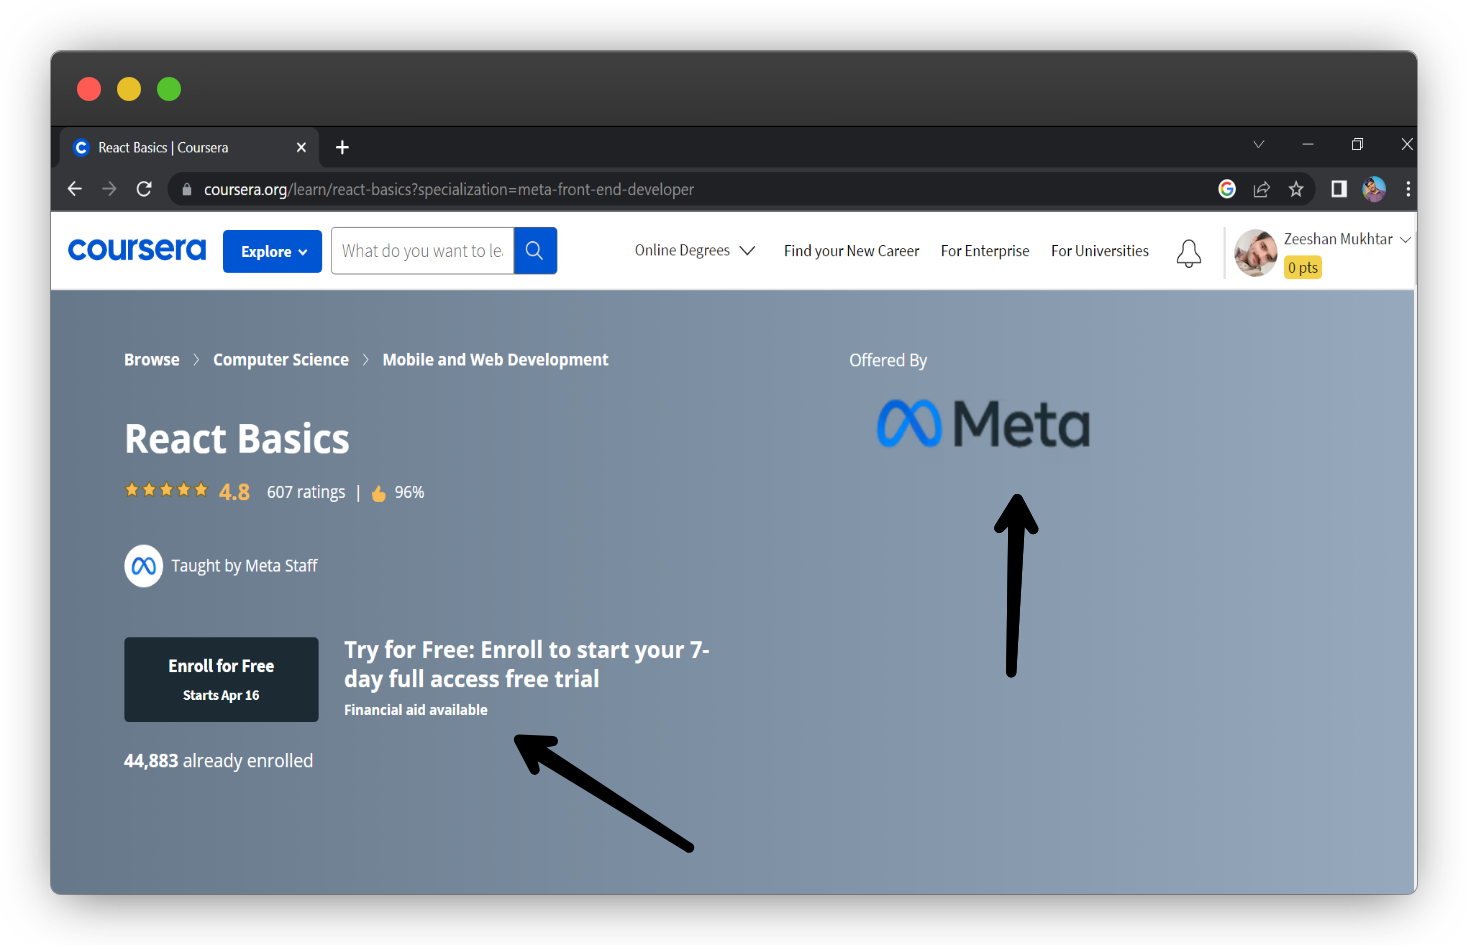 React Basics | Coursera
coursera.org/learn/react-basics?specialization=meta-front-end-developer
coursera
Explore
What do you want to le
Online Degrees
Find your New Career
For Enterprise
For Universities
Zeeshan Mukhtar
0 pts
Browse > Computer Science > Mobile and Web Development
Offered By
Meta
React Basics
4.8 607 ratings | 96%
Taught by Meta Staff
Enroll for Free
Starts Apr 16
Try for Free: Enroll to start your 7-
day full access free trial
Financial aid available
44,883 already enrolled